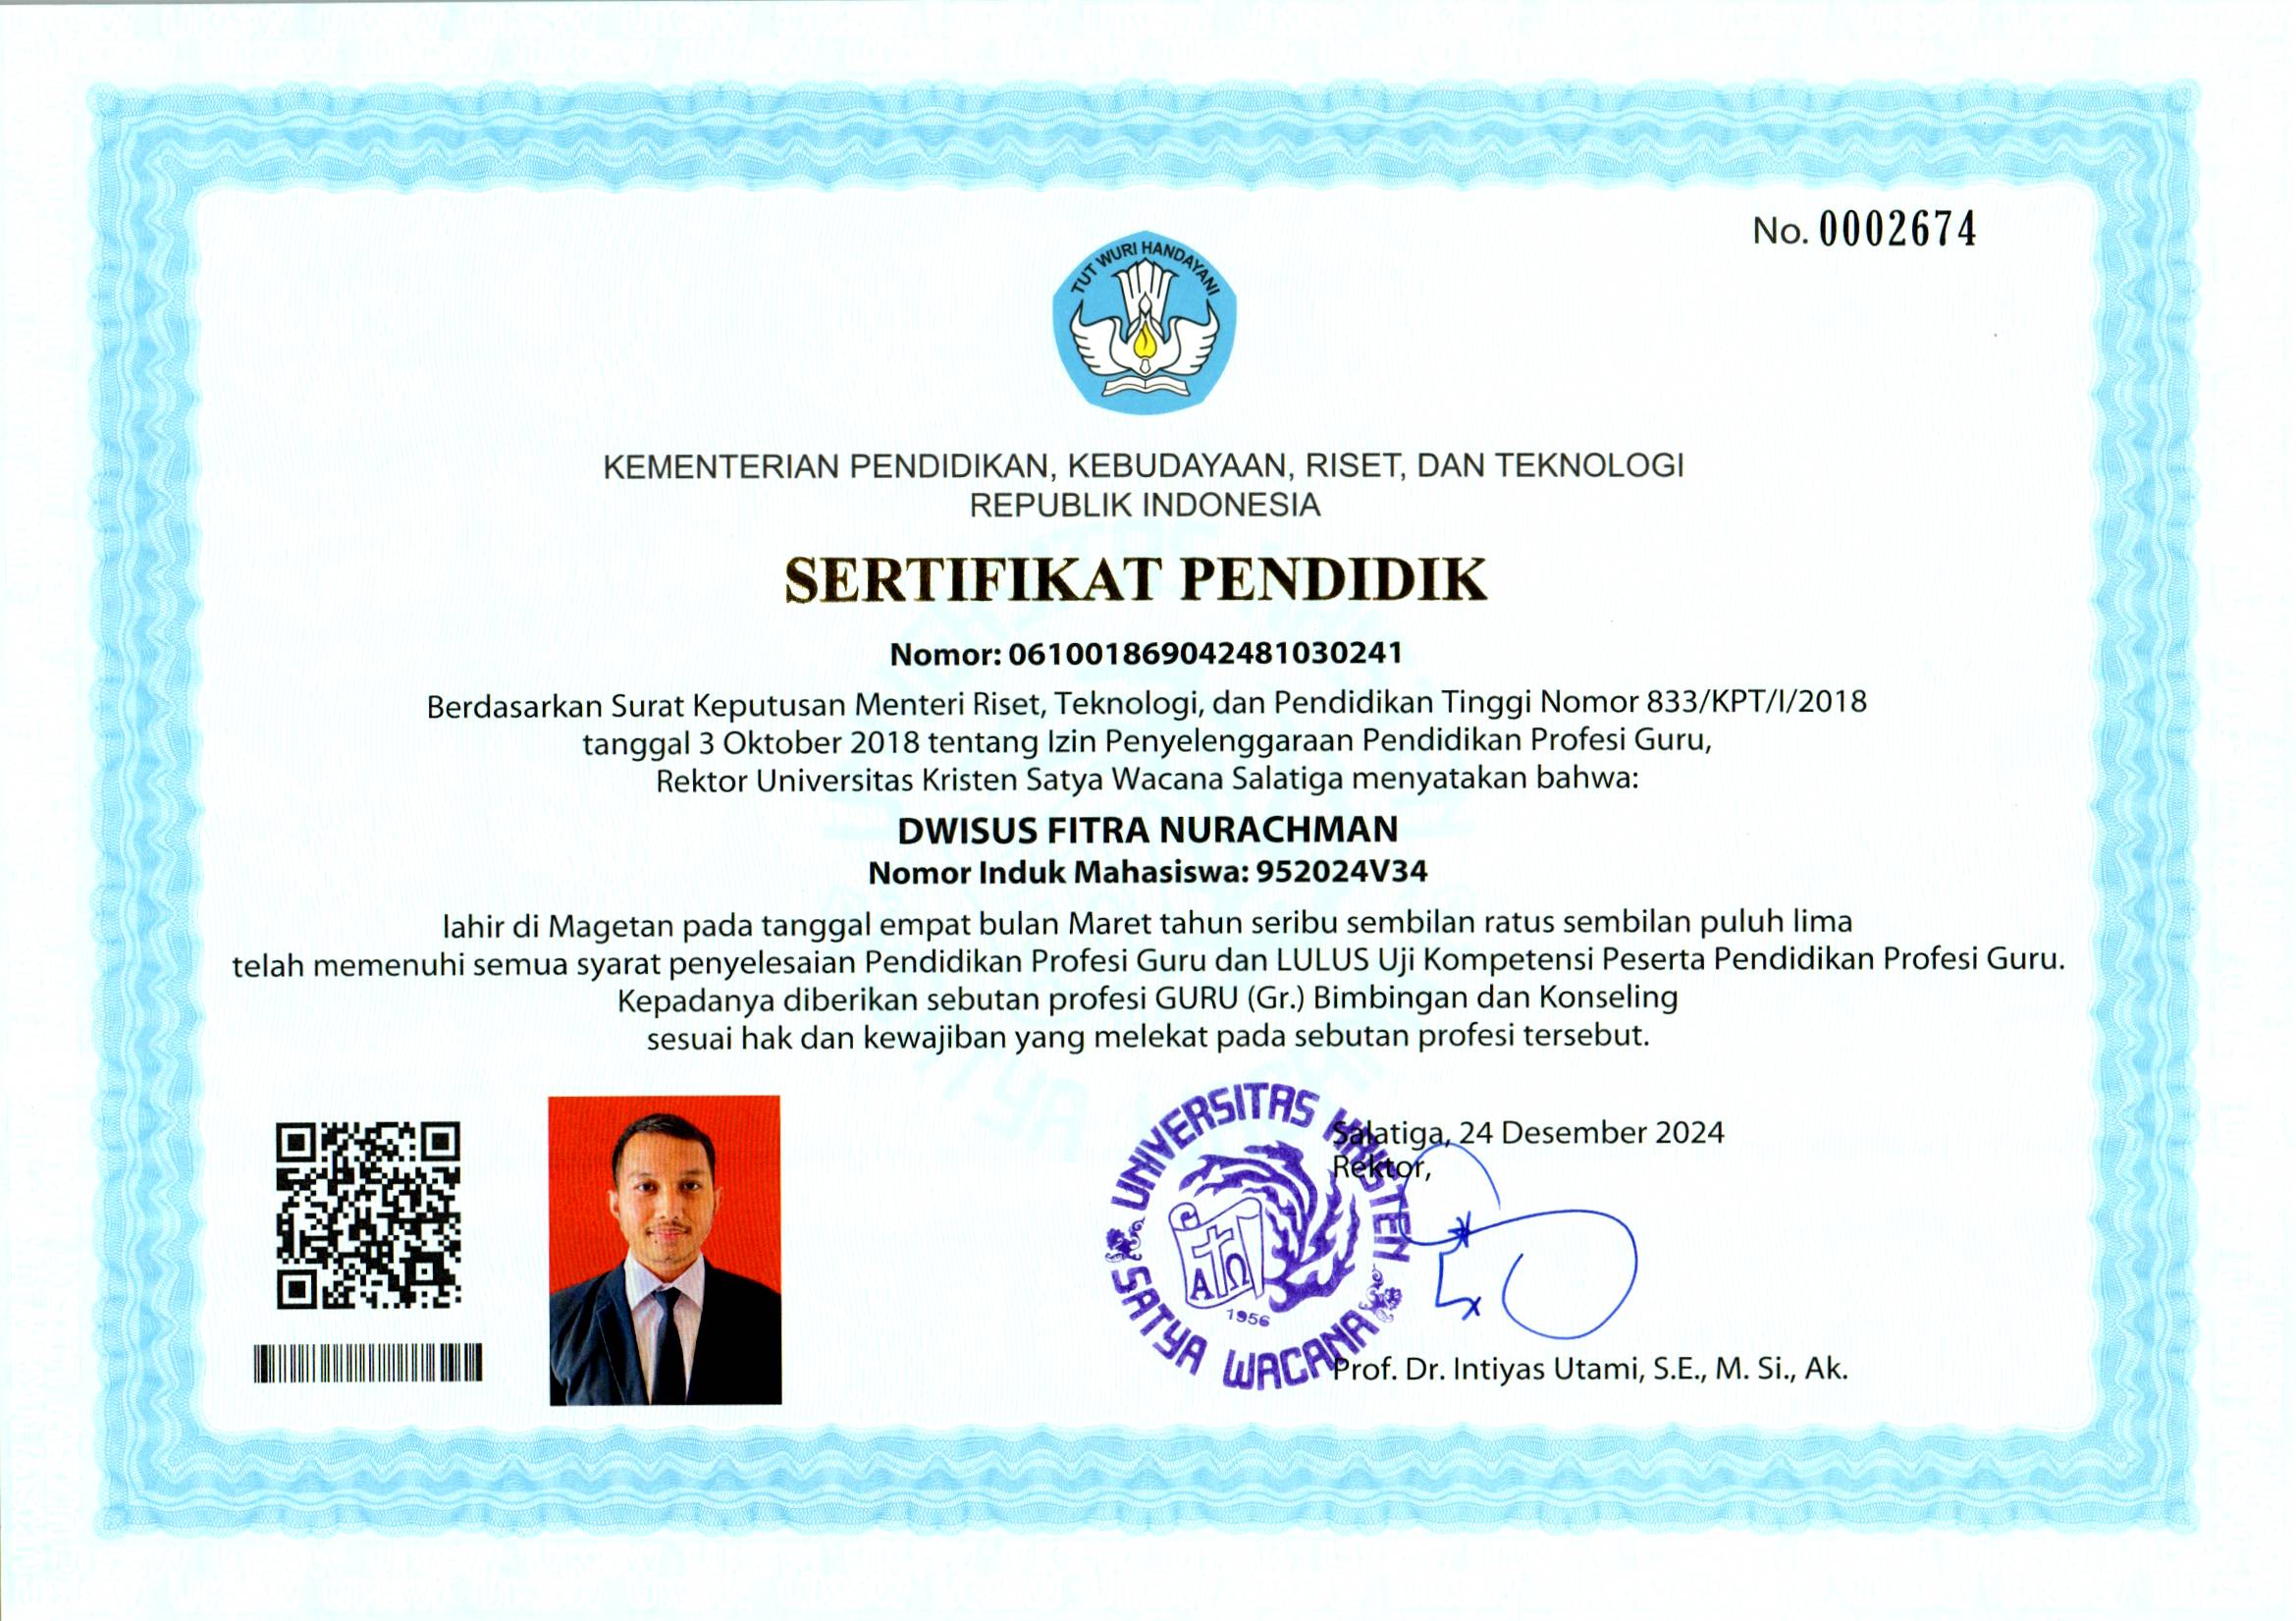 No. 0002674
TUT WURI HANDAYANI
KEMENTERIAN PENDIDIKAN, KEBUDAYAAN, RISET, DAN TEKNOLOGI
REPUBLIK INDONESIA
SERTIFIKAT PENDIDIK
Nomor: 061001869042481030241
Berdasarkan Surat Keputusan Menteri Riset, Teknologi, dan Pendidikan Tinggi Nomor 833/KPT/I/2018
tanggal 3 Oktober 2018 tentang Izin Penyelenggaraan Pendidikan Profesi Guru,
Rektor Universitas Kristen Satya Wacana Salatiga menyatakan bahwa:
DWISUS FITRA NURACHMAN
Nomor Induk Mahasiswa: 952024V34
lahir di Magetan pada tanggal empat bulan Maret tahun seribu sembilan ratus sembilan puluh lima
telah memenuhi semua syarat penyelesaian Pendidikan Profesi Guru dan LULUS Uji Kompetensi Peserta Pendidikan Profesi Guru.
Kepadanya diberikan sebutan profesi GURU (Gr.) Bimbingan dan Konseling
sesuai hak dan kewajiban yang melekat pada sebutan profesi tersebut.
Salatiga, 24 Desember 2024
Rektor,
UNIVERSITAS KRISTEN
SATYA WACANA
A Ω
1956
Prof. Dr. Intiyas Utami, S.E., M. Si., Ak.